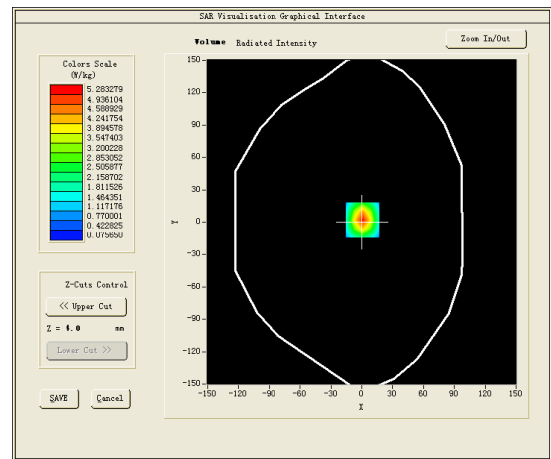 SAR Visualisation Graphical Interface
Volume Radiated Intensity
Zoom In/Out
Colors Scale
(W/kg)
5.283279
4.936104
4.588929
4.241754
3.894578
3.547403
3.200228
2.853052
2.505877
2.158702
1.811526
1.464351
1.117176
0.770001
0.422825
0.075650
Z-Cuts Control
<< Upper Cut
Z = 4.0 mm
Lower Cut >>
SAVE
Cancel
150
120
90
60
30
0
-30
-60
-90
-120
-150
Y
-150 -120 -90 -60 -30 0 30 60 90 120 150
X